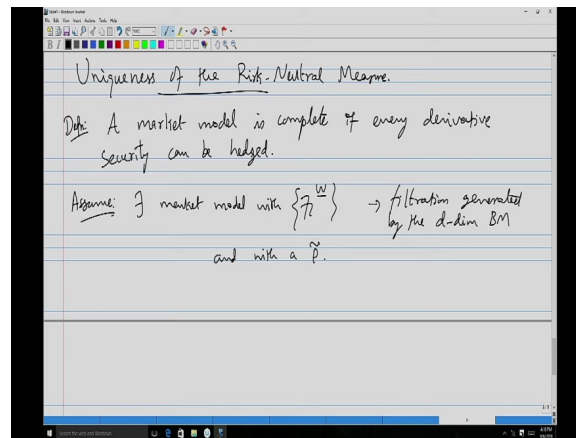 Uniqueness of the Risk-Neutral Measure.
Defn: A market model is complete if every derivative
security can be hedged.
Assume: ∃ market model with {ℱ^W} → filtration generated
by the d-dim BM
and with a P̃.